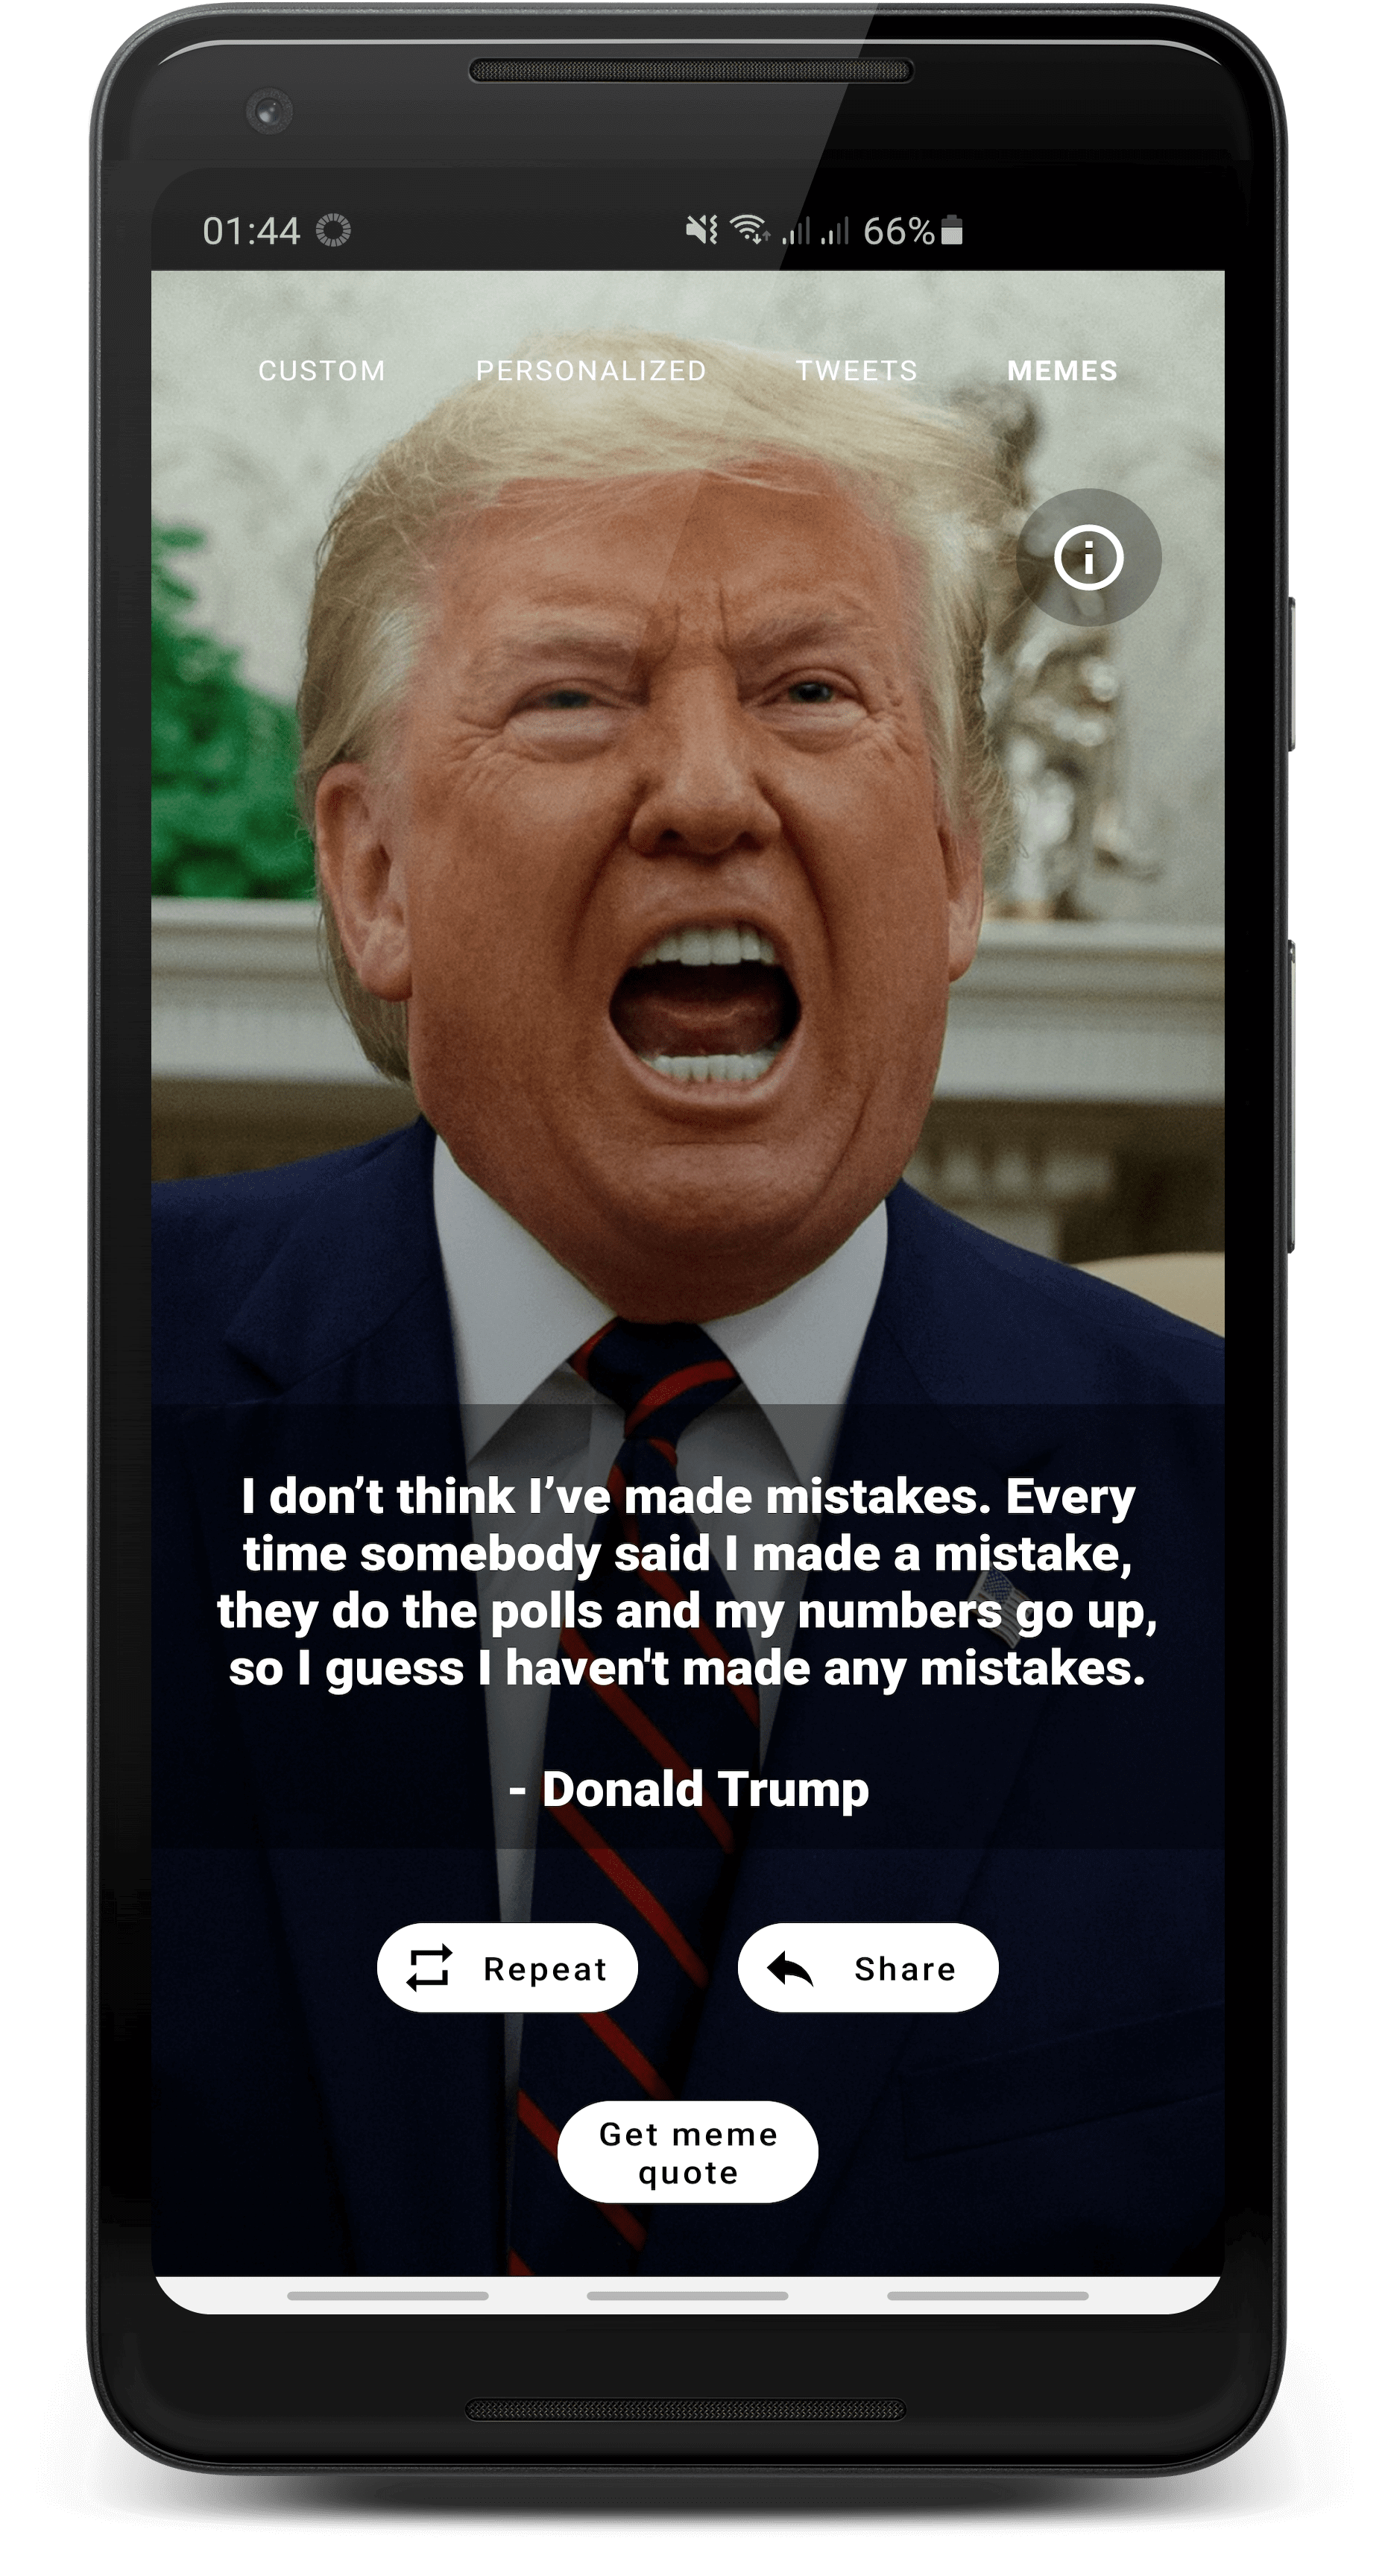 01:44 66%
CUSTOM PERSONALIZED TWEETS MEMES
I don’t think I’ve made mistakes. Every
time somebody said I made a mistake,
they do the polls and my numbers go up,
so I guess I haven't made any mistakes.
- Donald Trump
Repeat Share
Get meme
quote